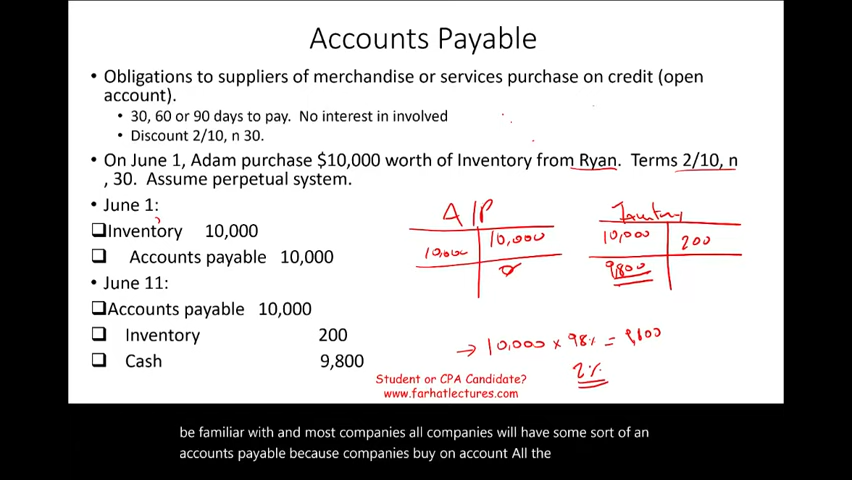 Accounts Payable
• Obligations to suppliers of merchandise or services purchase on credit (open
account).
• 30, 60 or 90 days to pay. No interest in involved
• Discount 2/10, n 30.
• On June 1, Adam purchase $10,000 worth of Inventory from Ryan. Terms 2/10, n
, 30. Assume perpetual system.
• June 1:
❑Inventory 10,000
❑ Accounts payable 10,000
• June 11:
❑Accounts payable 10,000
❑ Inventory 200
❑ Cash 9,800
A/P
10,000 10,000
0
Inventory
10,000 200
9,800
→ 10,000 × 98% = 9,800
2%
Student or CPA Candidate?
www.farhatlectures.com
be familiar with and most companies all companies will have some sort of an
accounts payable because companies buy on account All the